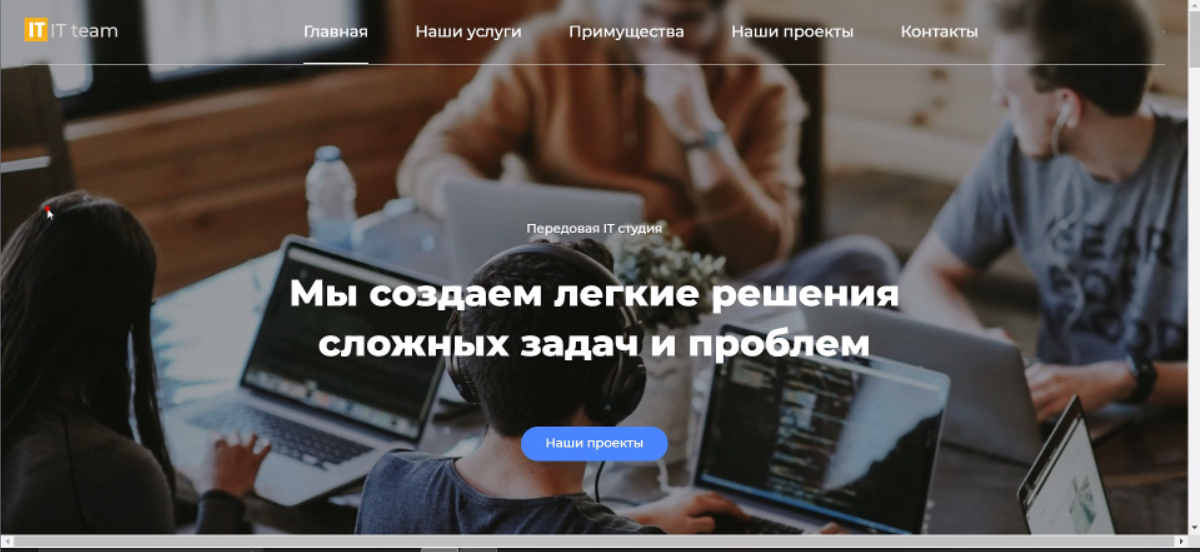 IT IT team
Главная Наши услуги Примущества Наши проекты Контакты
Передовая IT студия
Мы создаем легкие решения
сложных задач и проблем
Наши проекты